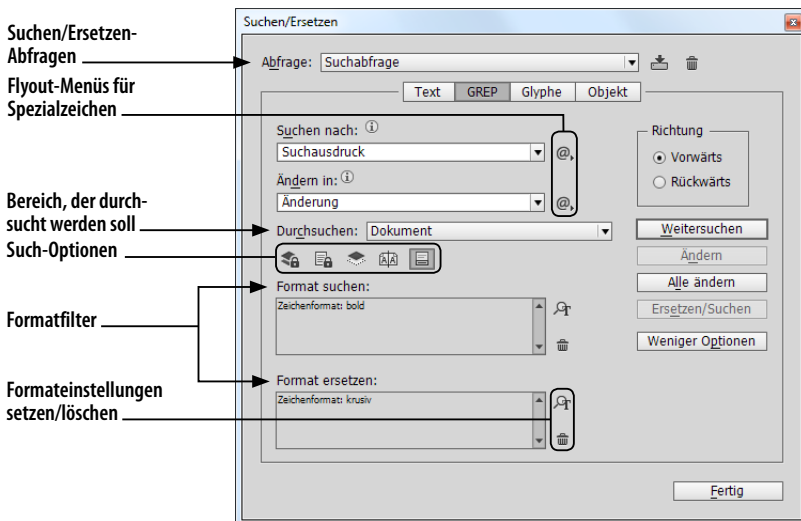 Suchen/Ersetzen
Suchen/Ersetzen-
Abfragen
Abfrage: Suchabfrage
Flyout-Menüs für
Spezialzeichen
Text GREP Glyphe Objekt
Suchen nach:
Suchausdruck
@
Ändern in:
Änderung
@
Richtung
Vorwärts
Rückwärts
Bereich, der durch-
sucht werden soll
Durchsuchen: Dokument
Such-Optionen
Weitersuchen
Ändern
Alle ändern
Ersetzen/Suchen
Weniger Optionen
Formatfilter
Format suchen:
Zeichenformat: bold
Format ersetzen:
Zeichenformat: krusiv
Formateinstellungen
setzen/löschen
Fertig